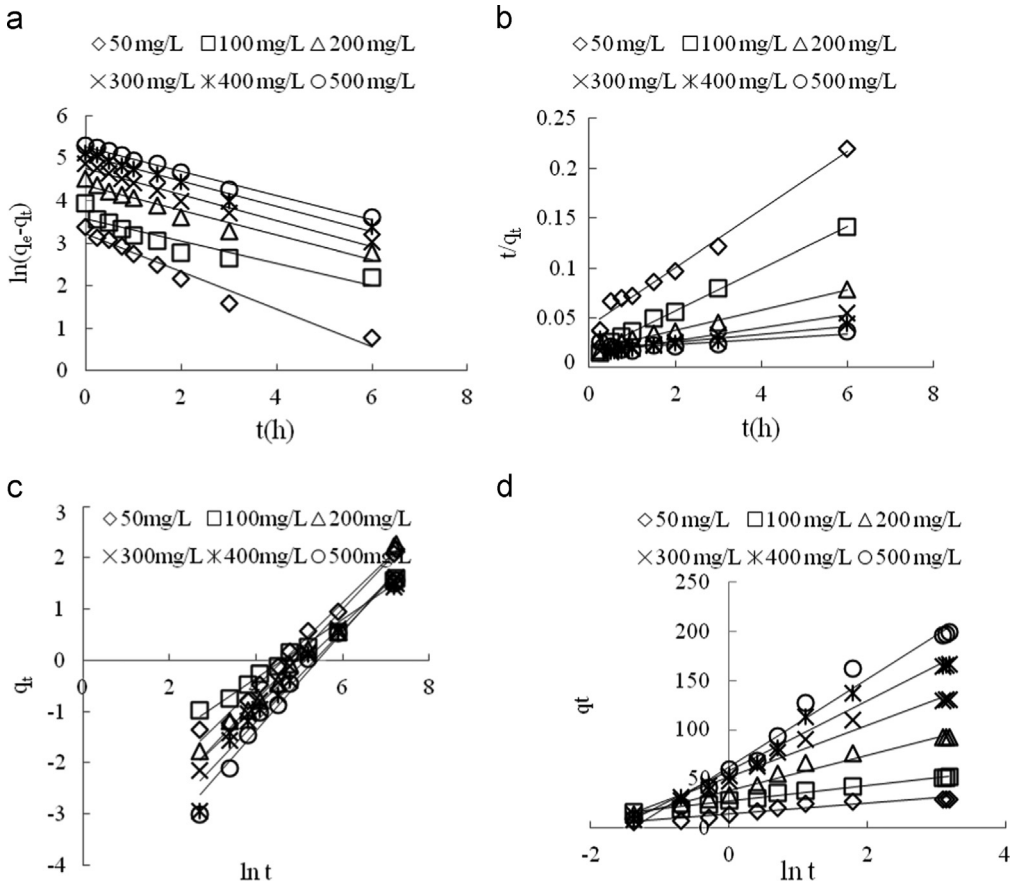 a
50 mg/L 100 mg/L 200 mg/L
300 mg/L 400 mg/L 500 mg/L
6
5
4
3
2
1
0
ln(qe-qt)
0 2 4 6 8
t(h)
b
50 mg/L 100 mg/L 200 mg/L
300 mg/L 400 mg/L 500 mg/L
0.25
0.2
0.15
0.1
0.05
0
t/qt
0 2 4 6 8
t(h)
c
50mg/L 100mg/L 200mg/L
300mg/L 400mg/L 500mg/L
3
2
1
0
-1
-2
-3
-4
qt
0 2 4 6 8
ln t
d
50 mg/L 100 mg/L 200 mg/L
300 mg/L 400 mg/L 500 mg/L
250
200
150
100
50
0
qt
-2 0 2 4
ln t